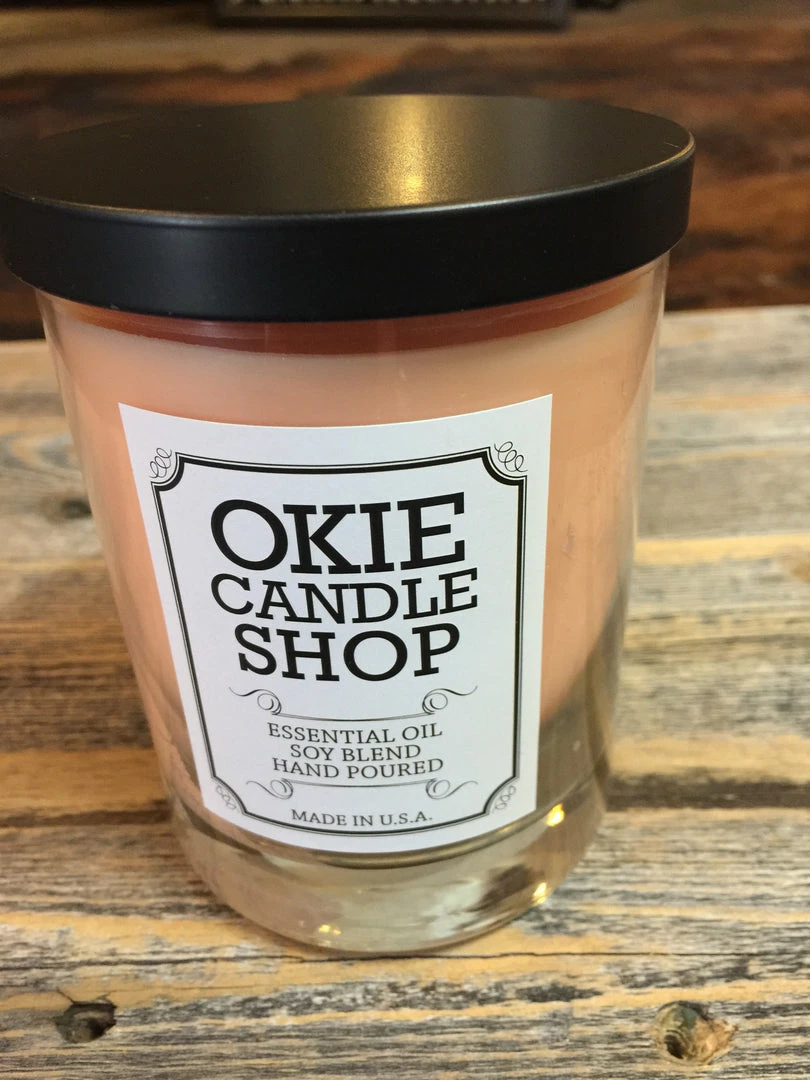 OKIE
CANDLE
SHOP
ESSENTIAL OIL
SOY BLEND
HAND POURED
MADE IN U.S.A.